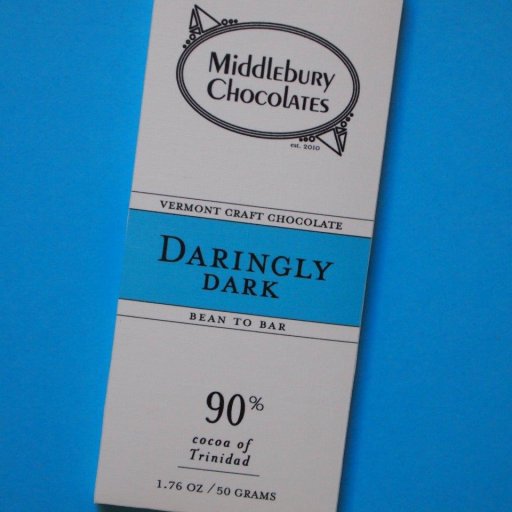 Middlebury
Chocolates
est. 2010
VERMONT CRAFT CHOCOLATE
DARINGLY
DARK
BEAN TO BAR
90%
cocoa of
Trinidad
1.76 OZ / 50 GRAMS